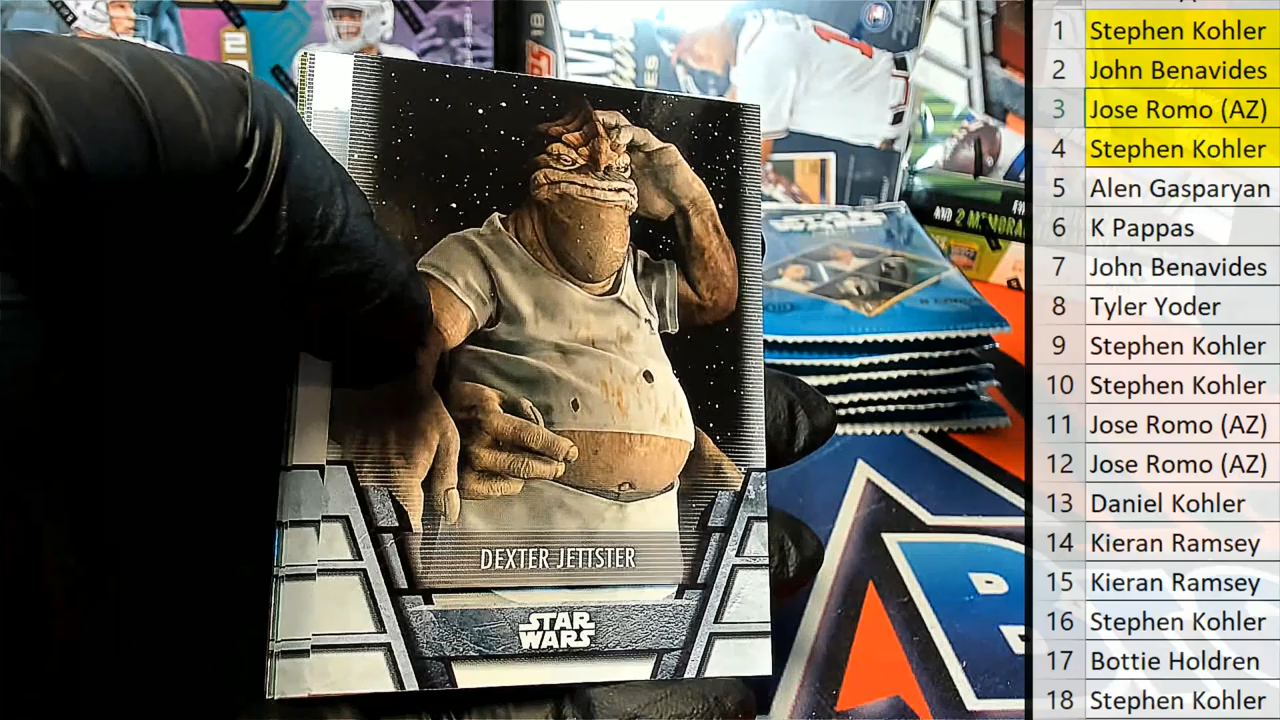 DEXTER JETTSTER
STAR
WARS
AND 2 MEMORA
1 Stephen Kohler
2 John Benavides
3 Jose Romo (AZ)
4 Stephen Kohler
5 Alen Gasparyan
6 K Pappas
7 John Benavides
8 Tyler Yoder
9 Stephen Kohler
10 Stephen Kohler
11 Jose Romo (AZ)
12 Jose Romo (AZ)
13 Daniel Kohler
14 Kieran Ramsey
15 Kieran Ramsey
16 Stephen Kohler
17 Bottie Holdren
18 Stephen Kohler